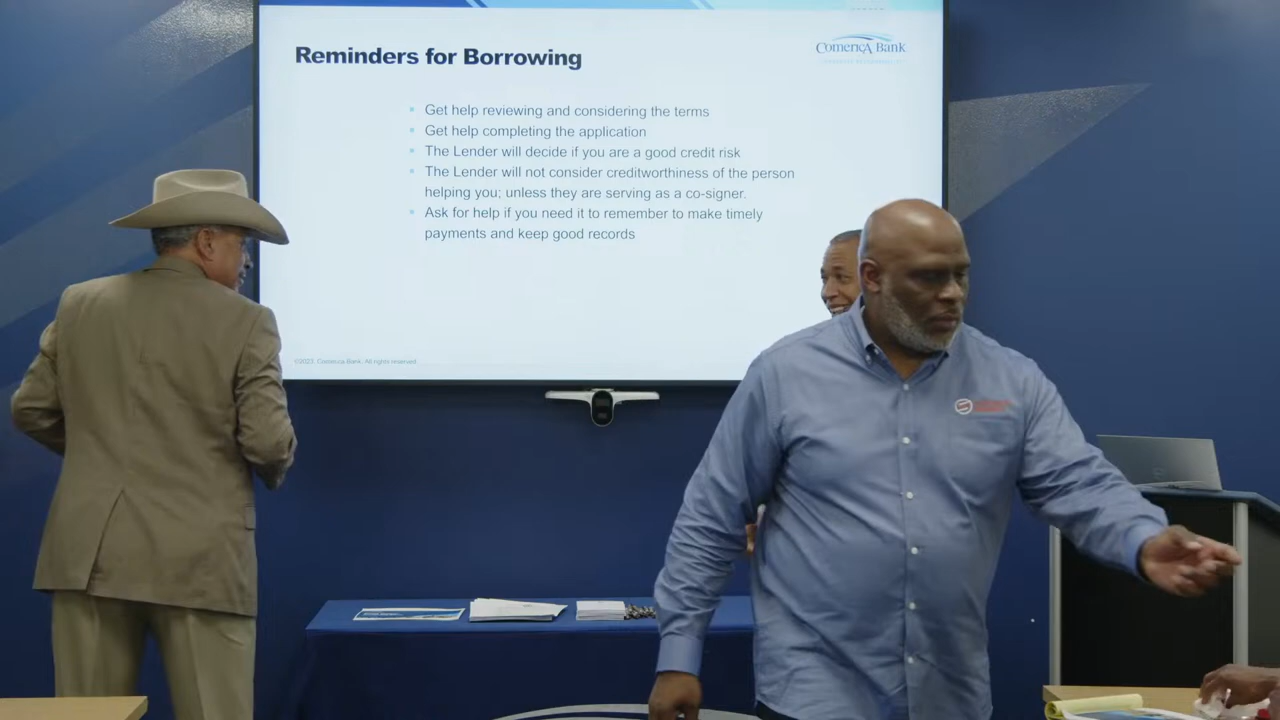 Reminders for Borrowing
Comerica Bank
Get help reviewing and considering the terms
Get help completing the application
The Lender will decide if you are a good credit risk
The Lender will not consider creditworthiness of the person
helping you; unless they are serving as a co-signer.
Ask for help if you need it to remember to make timely
payments and keep good records
©2023, Comerica Bank. All rights reserved.